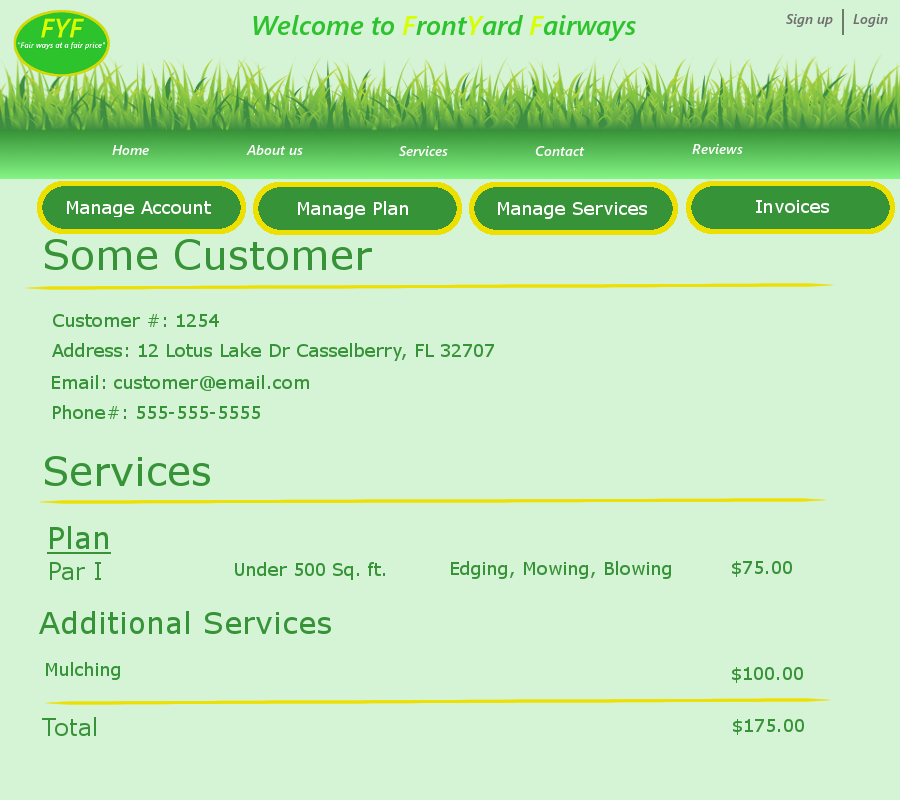 FYF
"Fair ways at a fair price"
Welcome to FrontYard Fairways
Sign up | Login
Home About us Services Contact Reviews
Manage Account Manage Plan Manage Services Invoices
Some Customer
Customer #: 1254
Address: 12 Lotus Lake Dr Casselberry, FL 32707
Email: customer@email.com
Phone#: 555-555-5555
Services
Plan
Par I Under 500 Sq. ft. Edging, Mowing, Blowing $75.00
Additional Services
Mulching $100.00
Total $175.00